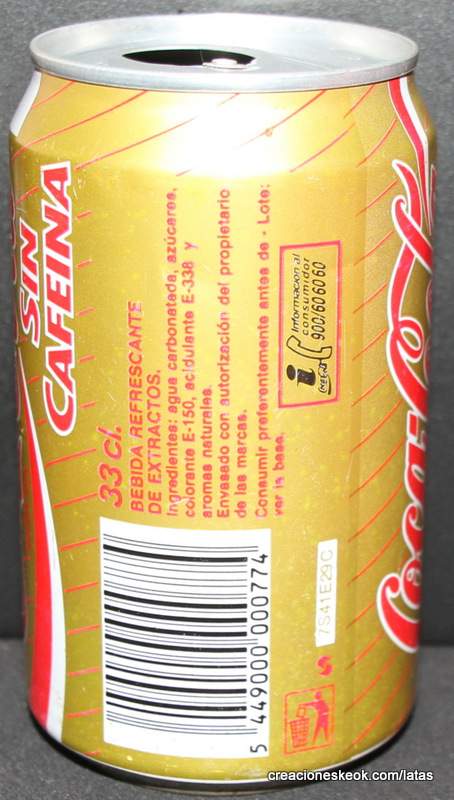 SIN
CAFEINA
33 cl.
BEBIDA REFRESCANTE
DE EXTRACTOS.
Ingredientes: agua carbonatada, azúcares,
colorante E-150, acidulante E-338 y
aromas naturales.
Envasado con autorización del propietario
de las marcas.
Consumir preferentemente antes de - Lote:
ver la base.
Información al
consumidor
900/60 60 60
7S41E29C
5 449000 000774
Coca-Cola
creacioneskeok.com/latas